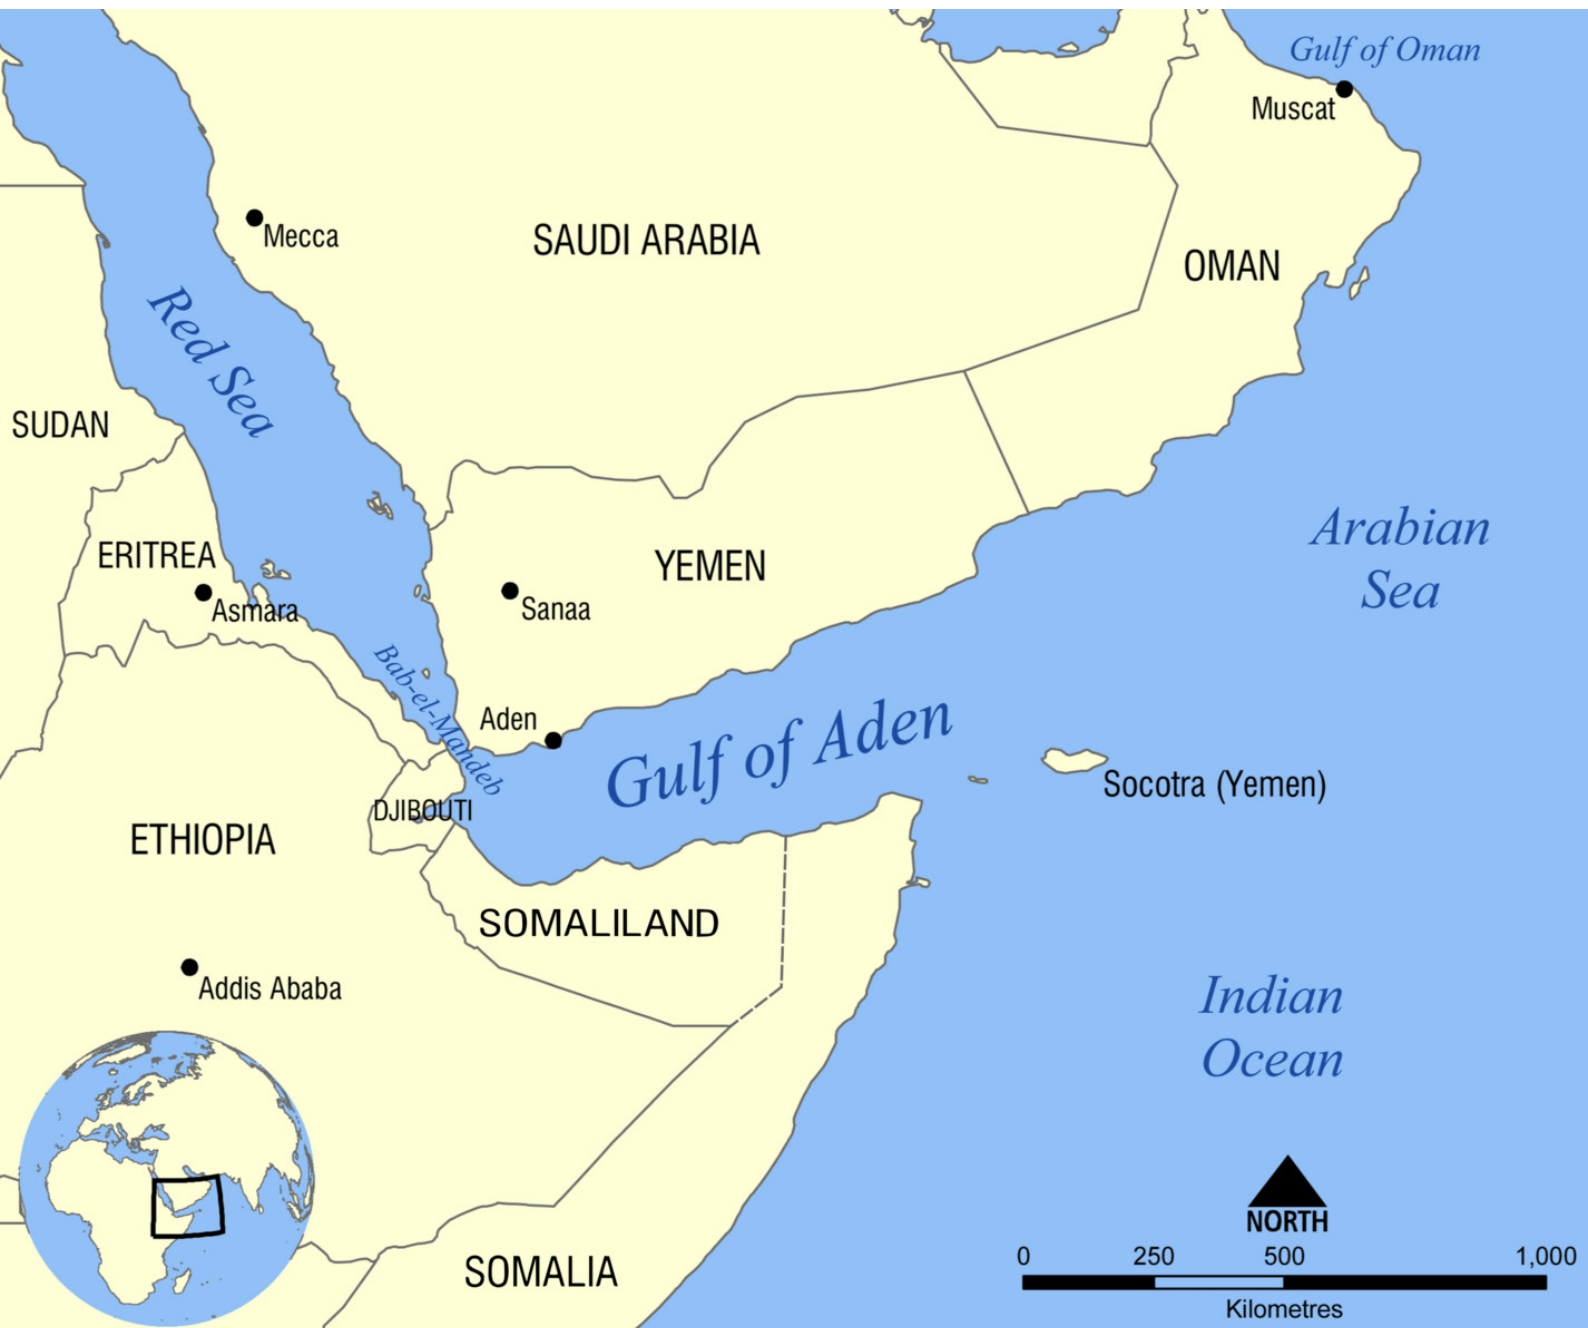 Gulf of Oman
Muscat
Mecca
SAUDI ARABIA
OMAN
Red Sea
SUDAN
Arabian
Sea
ERITREA
Asmara
YEMEN
Sanaa
Bab-el-Mandeb
Aden
Gulf of Aden
Socotra (Yemen)
DJIBOUTI
ETHIOPIA
SOMALILAND
Addis Ababa
Indian
Ocean
NORTH
SOMALIA
0 250 500 1,000
Kilometres